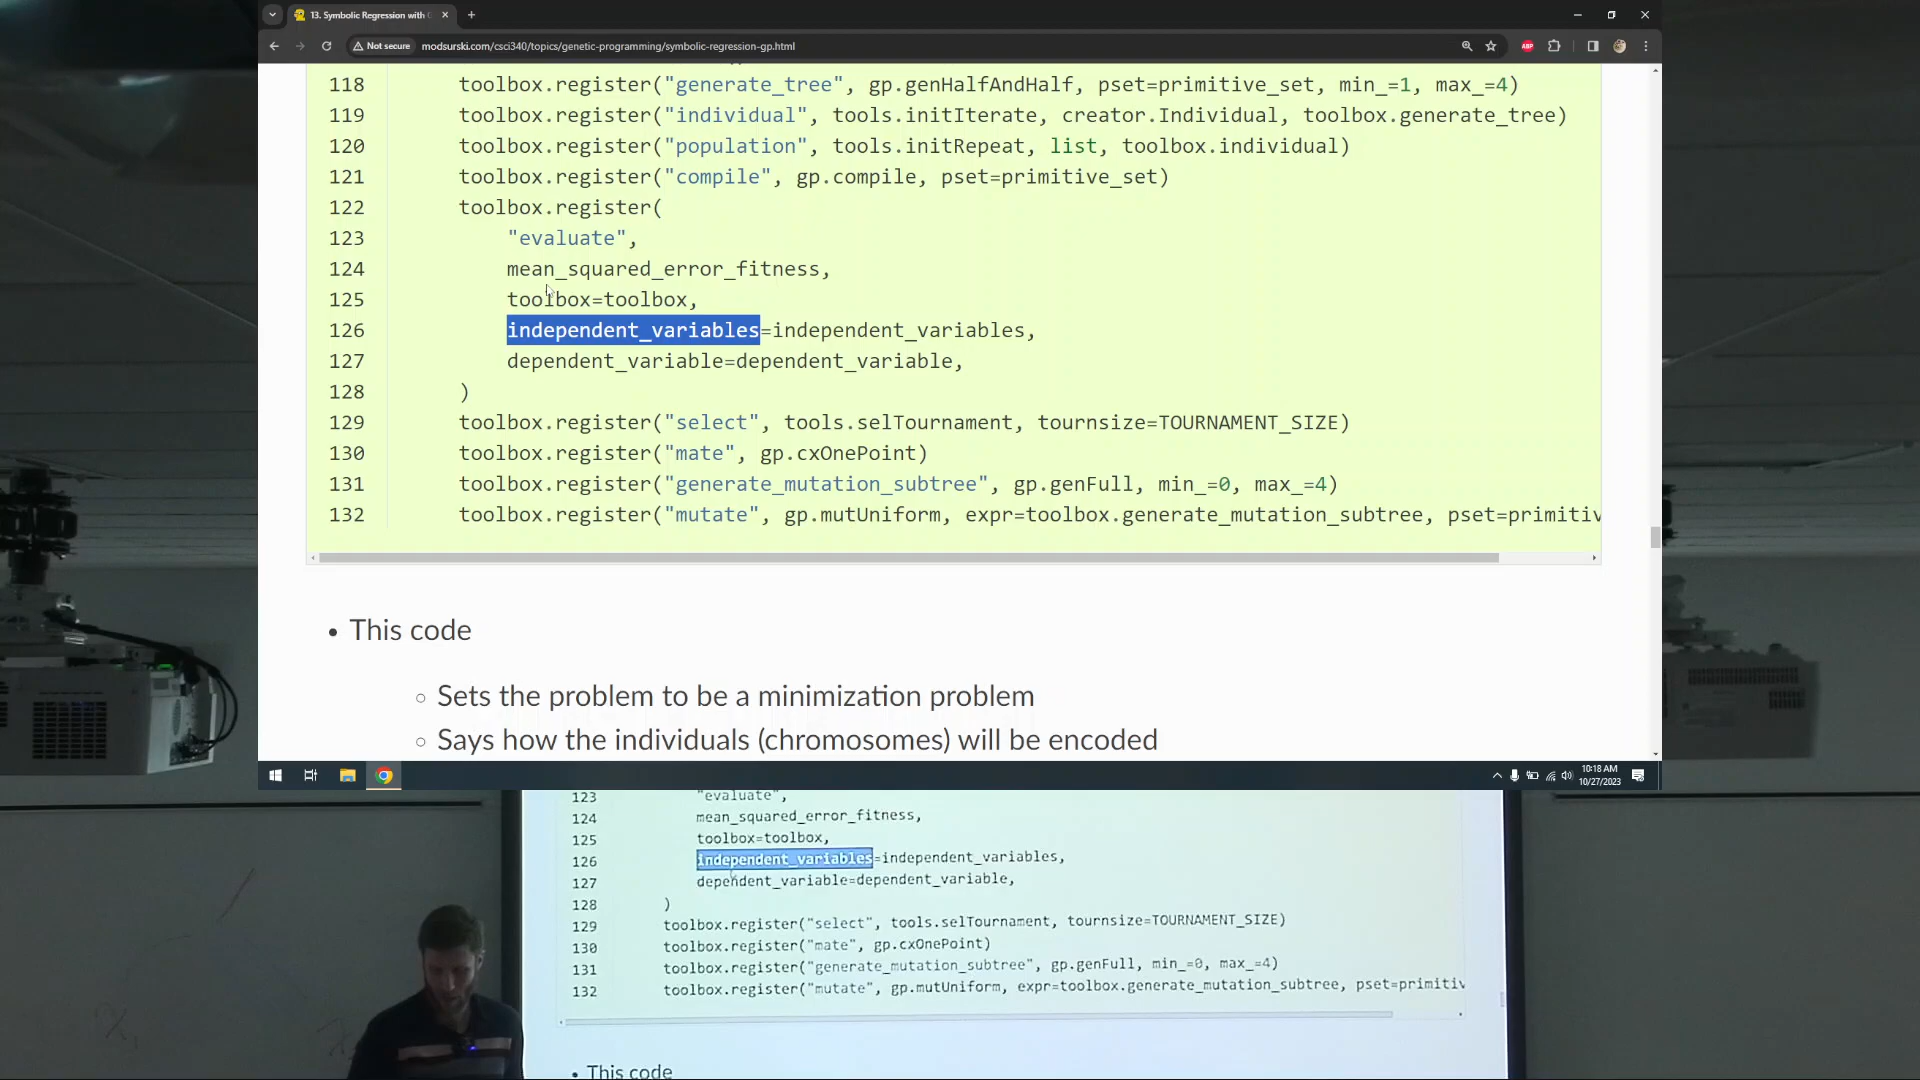 13. Symbolic Regression with
Not secure modsurski.com/csci340/topics/genetic-programming/symbolic-regression-gp.html
ABP
118 toolbox.register("generate_tree", gp.genHalfAndHalf, pset=primitive_set, min_=1, max_=4)
119 toolbox.register("individual", tools.initIterate, creator.Individual, toolbox.generate_tree)
120 toolbox.register("population", tools.initRepeat, list, toolbox.individual)
121 toolbox.register("compile", gp.compile, pset=primitive_set)
122 toolbox.register(
123 "evaluate",
124 mean_squared_error_fitness,
125 toolbox=toolbox,
126 independent_variables=independent_variables,
127 dependent_variable=dependent_variable,
128 )
129 toolbox.register("select", tools.selTournament, tournsize=TOURNAMENT_SIZE)
130 toolbox.register("mate", gp.cxOnePoint)
131 toolbox.register("generate_mutation_subtree", gp.genFull, min_=0, max_=4)
132 toolbox.register("mutate", gp.mutUniform, expr=toolbox.generate_mutation_subtree, pset=primitiv
• This code
○ Sets the problem to be a minimization problem
○ Says how the individuals (chromosomes) will be encoded
10:18 AM
10/27/2023
123 "evaluate",
124 mean_squared_error_fitness,
125 toolbox=toolbox,
126 independent_variables=independent_variables,
127 dependent_variable=dependent_variable,
128 )
129 toolbox.register("select", tools.selTournament, tournsize=TOURNAMENT_SIZE)
130 toolbox.register("mate", gp.cxOnePoint)
131 toolbox.register("generate_mutation_subtree", gp.genFull, min_=0, max_=4)
132 toolbox.register("mutate", gp.mutUniform, expr=toolbox.generate_mutation_subtree, pset=primitiv
• This code